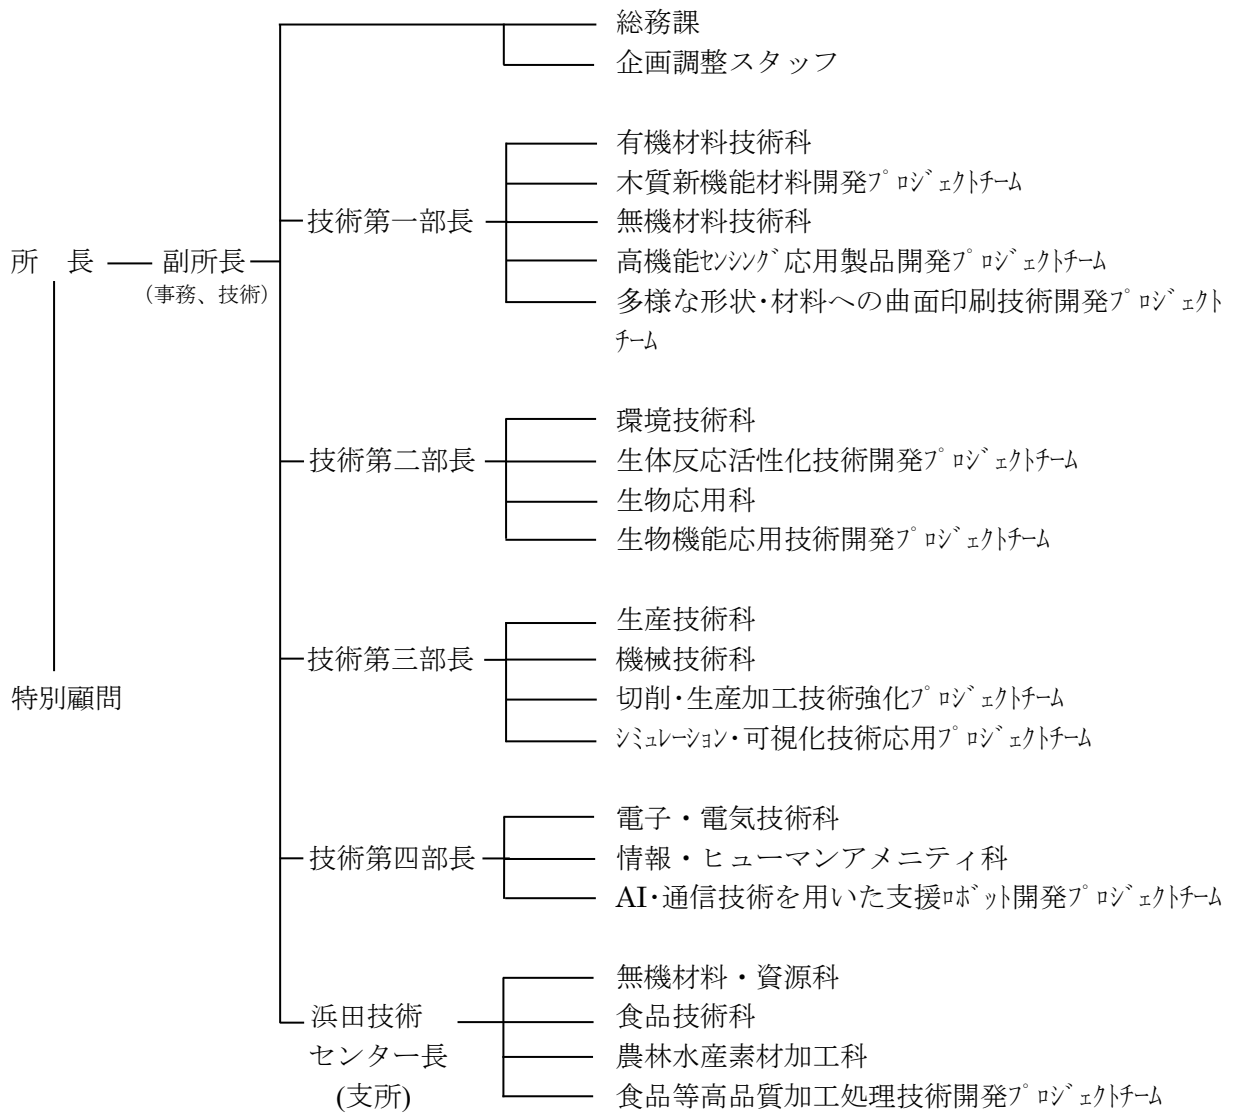 総務課
企画調整スタッフ
有機材料技術科
木質新機能材料開発ﾌﾟﾛｼﾞｪｸﾄﾁｰﾑ
技術第一部長
無機材料技術科
所　長
副所長
(事務、技術)
高機能ｾﾝｼﾝｸﾞ応用製品開発ﾌﾟﾛｼﾞｪｸﾄﾁｰﾑ
多様な形状･材料への曲面印刷技術開発ﾌﾟﾛｼﾞｪｸﾄ
ﾁｰﾑ
環境技術科
技術第二部長
生体反応活性化技術開発ﾌﾟﾛｼﾞｪｸﾄﾁｰﾑ
生物応用科
生物機能応用技術開発ﾌﾟﾛｼﾞｪｸﾄﾁｰﾑ
生産技術科
技術第三部長
機械技術科
特別顧問
切削･生産加工技術強化ﾌﾟﾛｼﾞｪｸﾄﾁｰﾑ
ｼﾐｭﾚｰｼｮﾝ･可視化技術応用ﾌﾟﾛｼﾞｪｸﾄﾁｰﾑ
電子・電気技術科
技術第四部長
情報・ヒューマンアメニティ科
AI･通信技術を用いた支援ﾛﾎﾞｯﾄ開発ﾌﾟﾛｼﾞｪｸﾄﾁｰﾑ
浜田技術
センター長
(支所)
無機材料・資源科
食品技術科
農林水産素材加工科
食品等高品質加工処理技術開発ﾌﾟﾛｼﾞｪｸﾄﾁｰﾑ